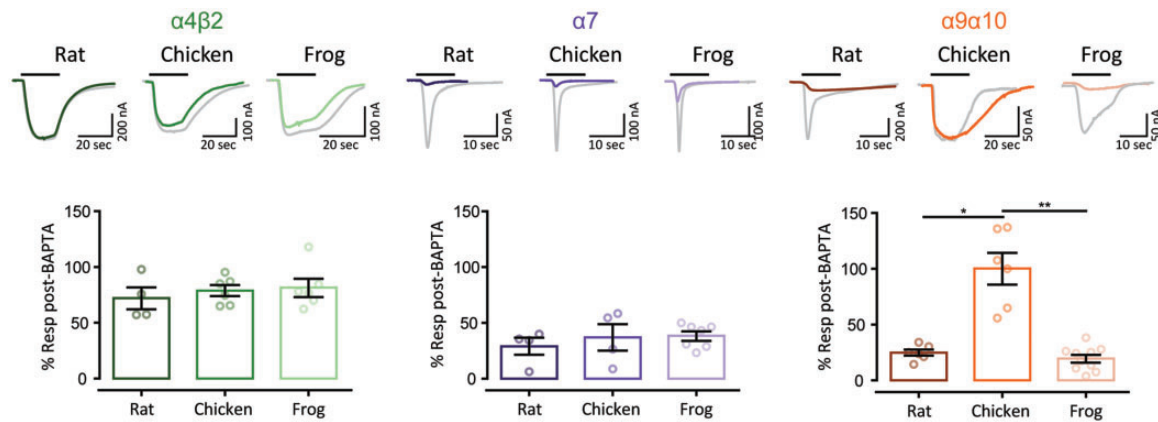 α4β2
Rat
Chicken
Frog
200 nA
20 sec
100 nA
20 sec
100 nA
20 sec
α7
Rat
Chicken
Frog
50 nA
10 sec
100 nA
10 sec
100 nA
10 sec
α9α10
Rat
Chicken
Frog
50 nA
10 sec
100 nA
20 sec
50 nA
10 sec
% Resp post-BAPTA
150
100
50
0
Rat
Chicken
Frog
% Resp post-BAPTA
150
100
50
0
Rat
Chicken
Frog
% Resp post-BAPTA
150
100
50
0
*
**
Rat
Chicken
Frog